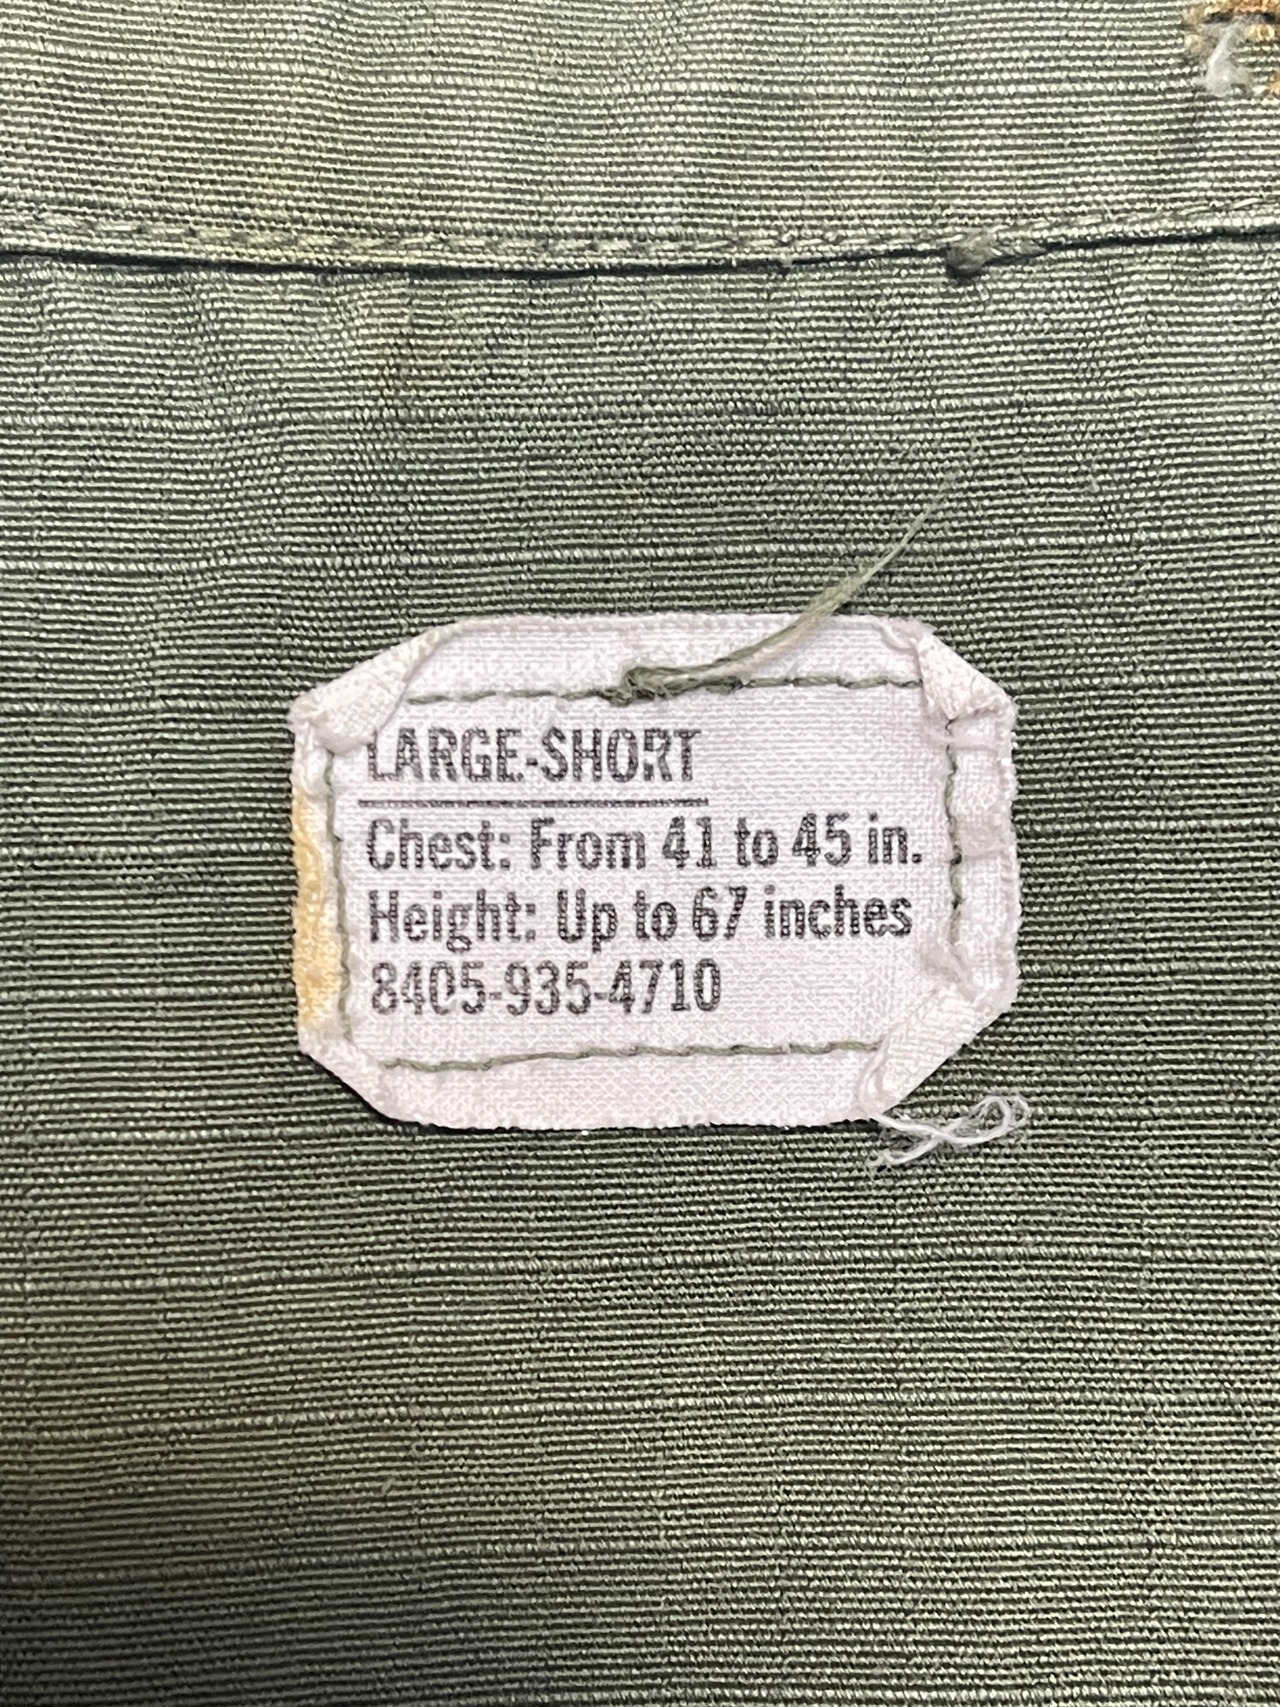 LARGE-SHORT
Chest: From 41 to 45 in.
Height: Up to 67 inches
8405-935-4710